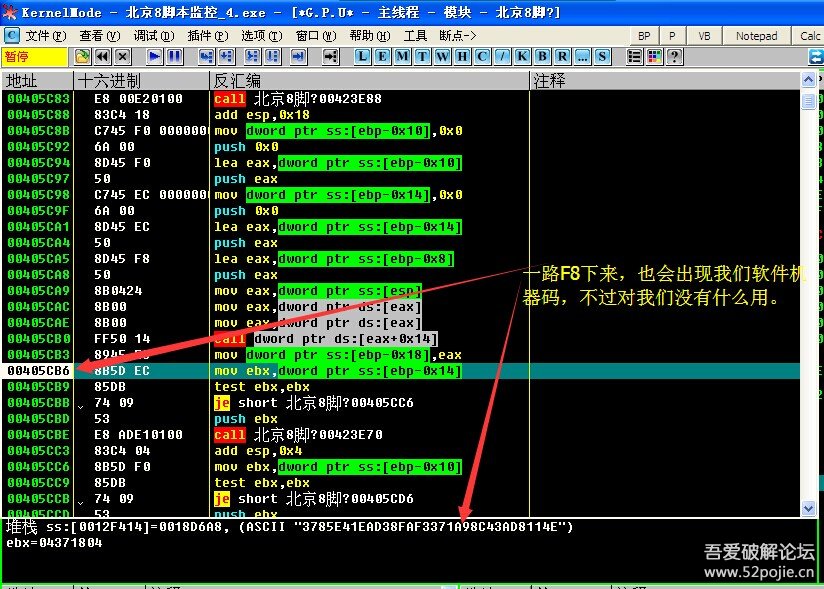 KernelMode - 北京8脚本监控_4.exe - [*G.P.U* - 主线程 - 模块 - 北京8脚?]
文件(F) 查看(V) 调试(D) 插件(P) 选项(T) 窗口(W) 帮助(H) 工具 断点-> BP P VB Notepad Calc
暂停 L E M T W H C / K B R ... S ?
地址 十六进制 反汇编 注释
00405C83 E8 00E20100 call 北京8脚?00423E88
00405C88 83C4 18 add esp,0x18
00405C8B C745 F0 0000000 mov dword ptr ss:[ebp-0x10],0x0
00405C92 6A 00 push 0x0
00405C94 8D45 F0 lea eax,dword ptr ss:[ebp-0x10]
00405C97 50 push eax
00405C98 C745 EC 0000000 mov dword ptr ss:[ebp-0x14],0x0
00405C9F 6A 00 push 0x0
00405CA1 8D45 EC lea eax,dword ptr ss:[ebp-0x14]
00405CA4 50 push eax
00405CA5 8D45 F8 lea eax,dword ptr ss:[ebp-0x8]
00405CA8 50 push eax
00405CA9 8B0424 mov eax,dword ptr ss:[esp]
00405CAC 8B00 mov eax,dword ptr ds:[eax]
00405CAE 8B00 mov eax,dword ptr ds:[eax]
00405CB0 FF50 14 call dword ptr ds:[eax+0x14]
00405CB3 8945 E8 mov dword ptr ss:[ebp-0x18],eax
00405CB6 8B5D EC mov ebx,dword ptr ss:[ebp-0x14]
00405CB9 85DB test ebx,ebx
00405CBB 74 09 je short 北京8脚?00405CC6
00405CBD 53 push ebx
00405CBE E8 ADE10100 call 北京8脚?00423E70
00405CC3 83C4 04 add esp,0x4
00405CC6 8B5D F0 mov ebx,dword ptr ss:[ebp-0x10]
00405CC9 85DB test ebx,ebx
00405CCB 74 09 je short 北京8脚?00405CD6
00405CCD 53 push ebx
一路F8下来，也会出现我们软件机
器码，不过对我们没有什么用。
堆栈 ss:[0012F414]=0018D6A8, (ASCII "3785E41EAD38FAF3371A98C43AD8114E")
ebx=04371804
吾爱破解论坛
www.52pojie.cn